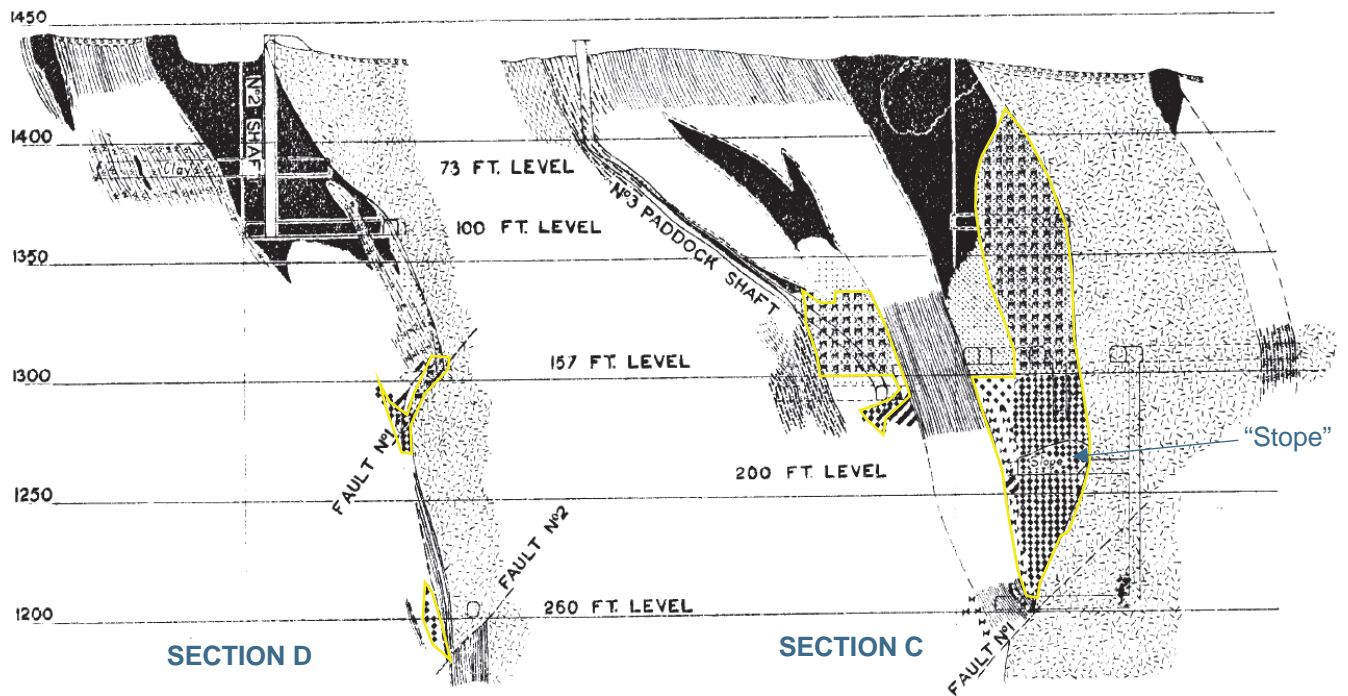 1450
1400
1350
1300
1250
1200
Nº2 SHAFT
73 FT. LEVEL
100 FT. LEVEL
Nº3 PADDOCK SHAFT
157 FT. LEVEL
FAULT Nº1
200 FT. LEVEL
"Stope"
Stope
FAULT Nº2
260 FT. LEVEL
SECTION D
SECTION C
FAULT Nº1